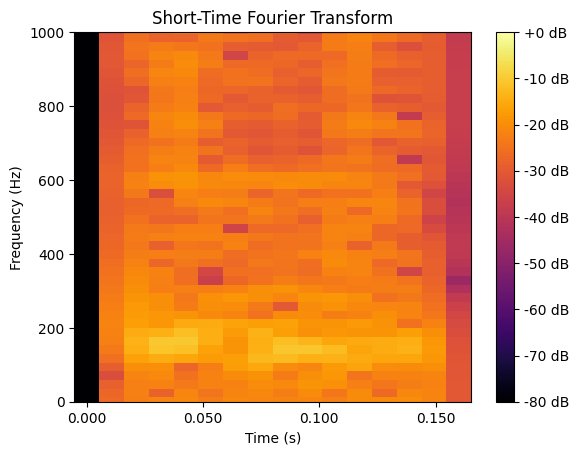 Short-Time Fourier Transform
1000
800
600
400
200
0
Frequency (Hz)
0.000
0.050
0.100
0.150
Time (s)
+0 dB
-10 dB
-20 dB
-30 dB
-40 dB
-50 dB
-60 dB
-70 dB
-80 dB